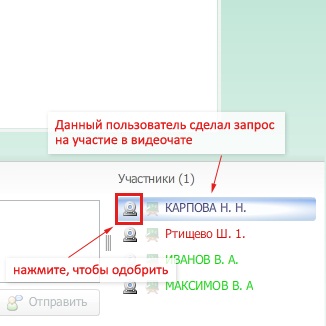 Данный пользователь сделал запрос
на участие в видеочате
Участники (1)
КАРПОВА Н. Н.
Ртищево Ш. 1.
ИВАНОВ В. А
нажмите, чтобы одобрить
МАКСИМОВ В. А
Отправить